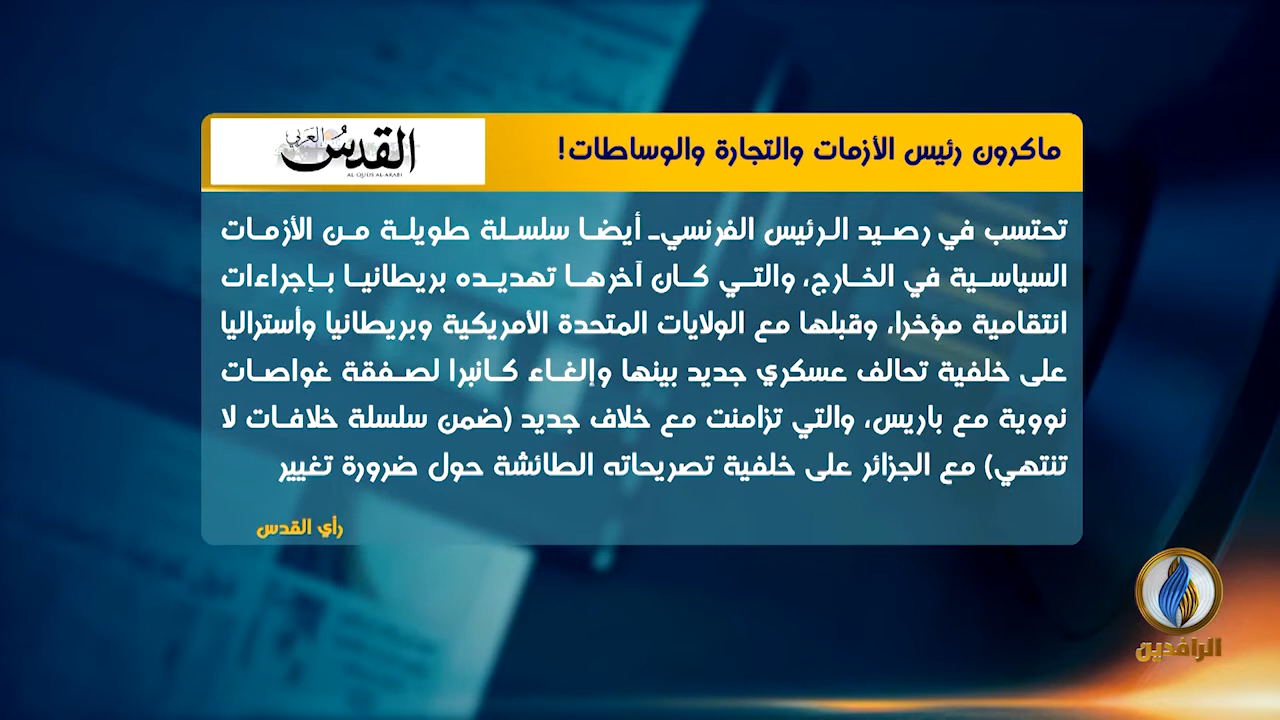 ماكرون رئيس الأزمات والتجارة والوساطات!
القدس العربي
AL-QUDS AL-ARABI
تحتسب في رصيد الرئيس الفرنسي_ أيضا سلسلة طويلة من الأزمات
السياسية في الخارج، والتي كان آخرها تهديده بريطانيا بإجراءات
انتقامية مؤخرا، وقبلها مع الولايات المتحدة الأمريكية وبريطانيا وأستراليا
على خلفية تحالف عسكري جديد بينها وإلغاء كانبرا لصفقة غواصات
نووية مع باريس، والتي تزامنت مع خلاف جديد (ضمن سلسلة خلافات لا
تنتهي) مع الجزائر على خلفية تصريحاته الطائشة حول ضرورة تغيير
رأي القدس
الرافدين